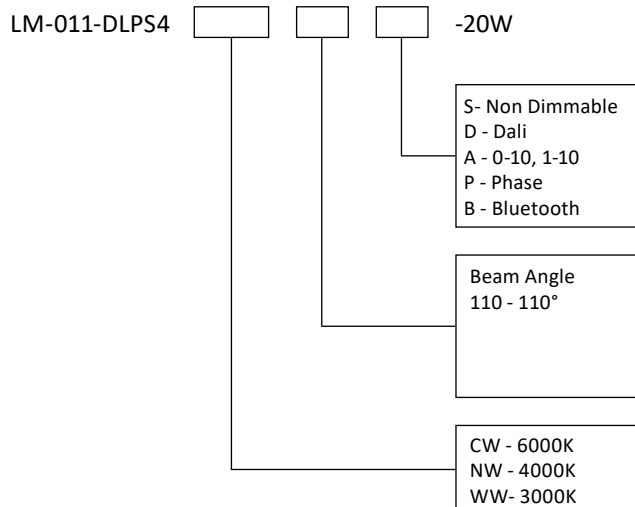 LM-011-DLPS4 -20W
S- Non Dimmable
D - Dali
A - 0-10, 1-10
P - Phase
B - Bluetooth
Beam Angle
110 - 110°
CW - 6000K
NW - 4000K
WW- 3000K